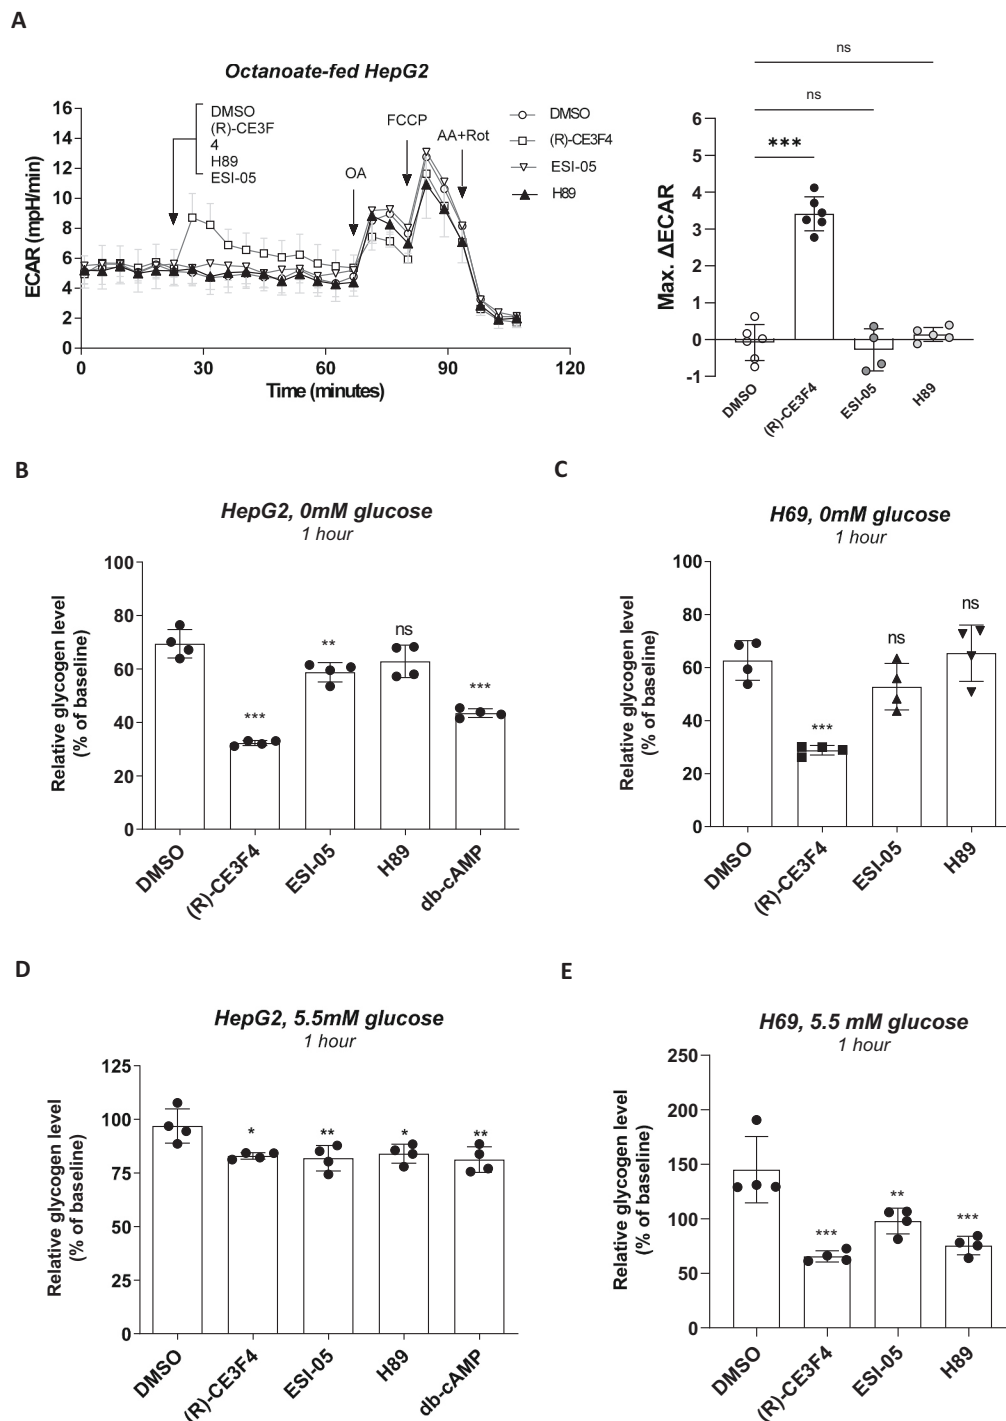 A
Octanoate-fed HepG2
ECAR (mpH/min)
16
14
12
10
8
6
4
2
0
0
30
60
90
120
Time (minutes)
DMSO
(R)-CE3F
4
H89
ESI-05
OA
FCCP
AA+Rot
DMSO
(R)-CE3F4
ESI-05
H89
Max. ΔECAR
6
5
4
3
2
1
0
-1
ns
ns
***
DMSO
(R)-CE3F4
ESI-05
H89
B
HepG2, 0mM glucose
1 hour
Relative glycogen level
(% of baseline)
100
80
60
40
20
0
***
**
ns
***
DMSO
(R)-CE3F4
ESI-05
H89
db-cAMP
C
H69, 0mM glucose
1 hour
Relative glycogen level
(% of baseline)
100
80
60
40
20
0
***
ns
ns
DMSO
(R)-CE3F4
ESI-05
H89
D
HepG2, 5.5mM glucose
1 hour
Relative glycogen level
(% of baseline)
125
100
75
50
25
0
*
**
*
**
DMSO
(R)-CE3F4
ESI-05
H89
db-cAMP
E
H69, 5.5 mM glucose
1 hour
Relative glycogen level
(% of baseline)
250
200
150
100
50
0
***
**
***
DMSO
(R)-CE3F4
ESI-05
H89